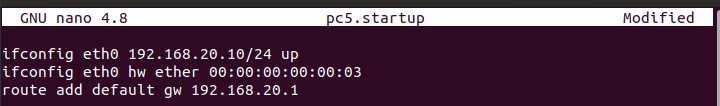 GNU nano 4.8 pc5.startup Modified
ifconfig eth0 192.168.20.10/24 up
ifconfig eth0 hw ether 00:00:00:00:00:03
route add default gw 192.168.20.1